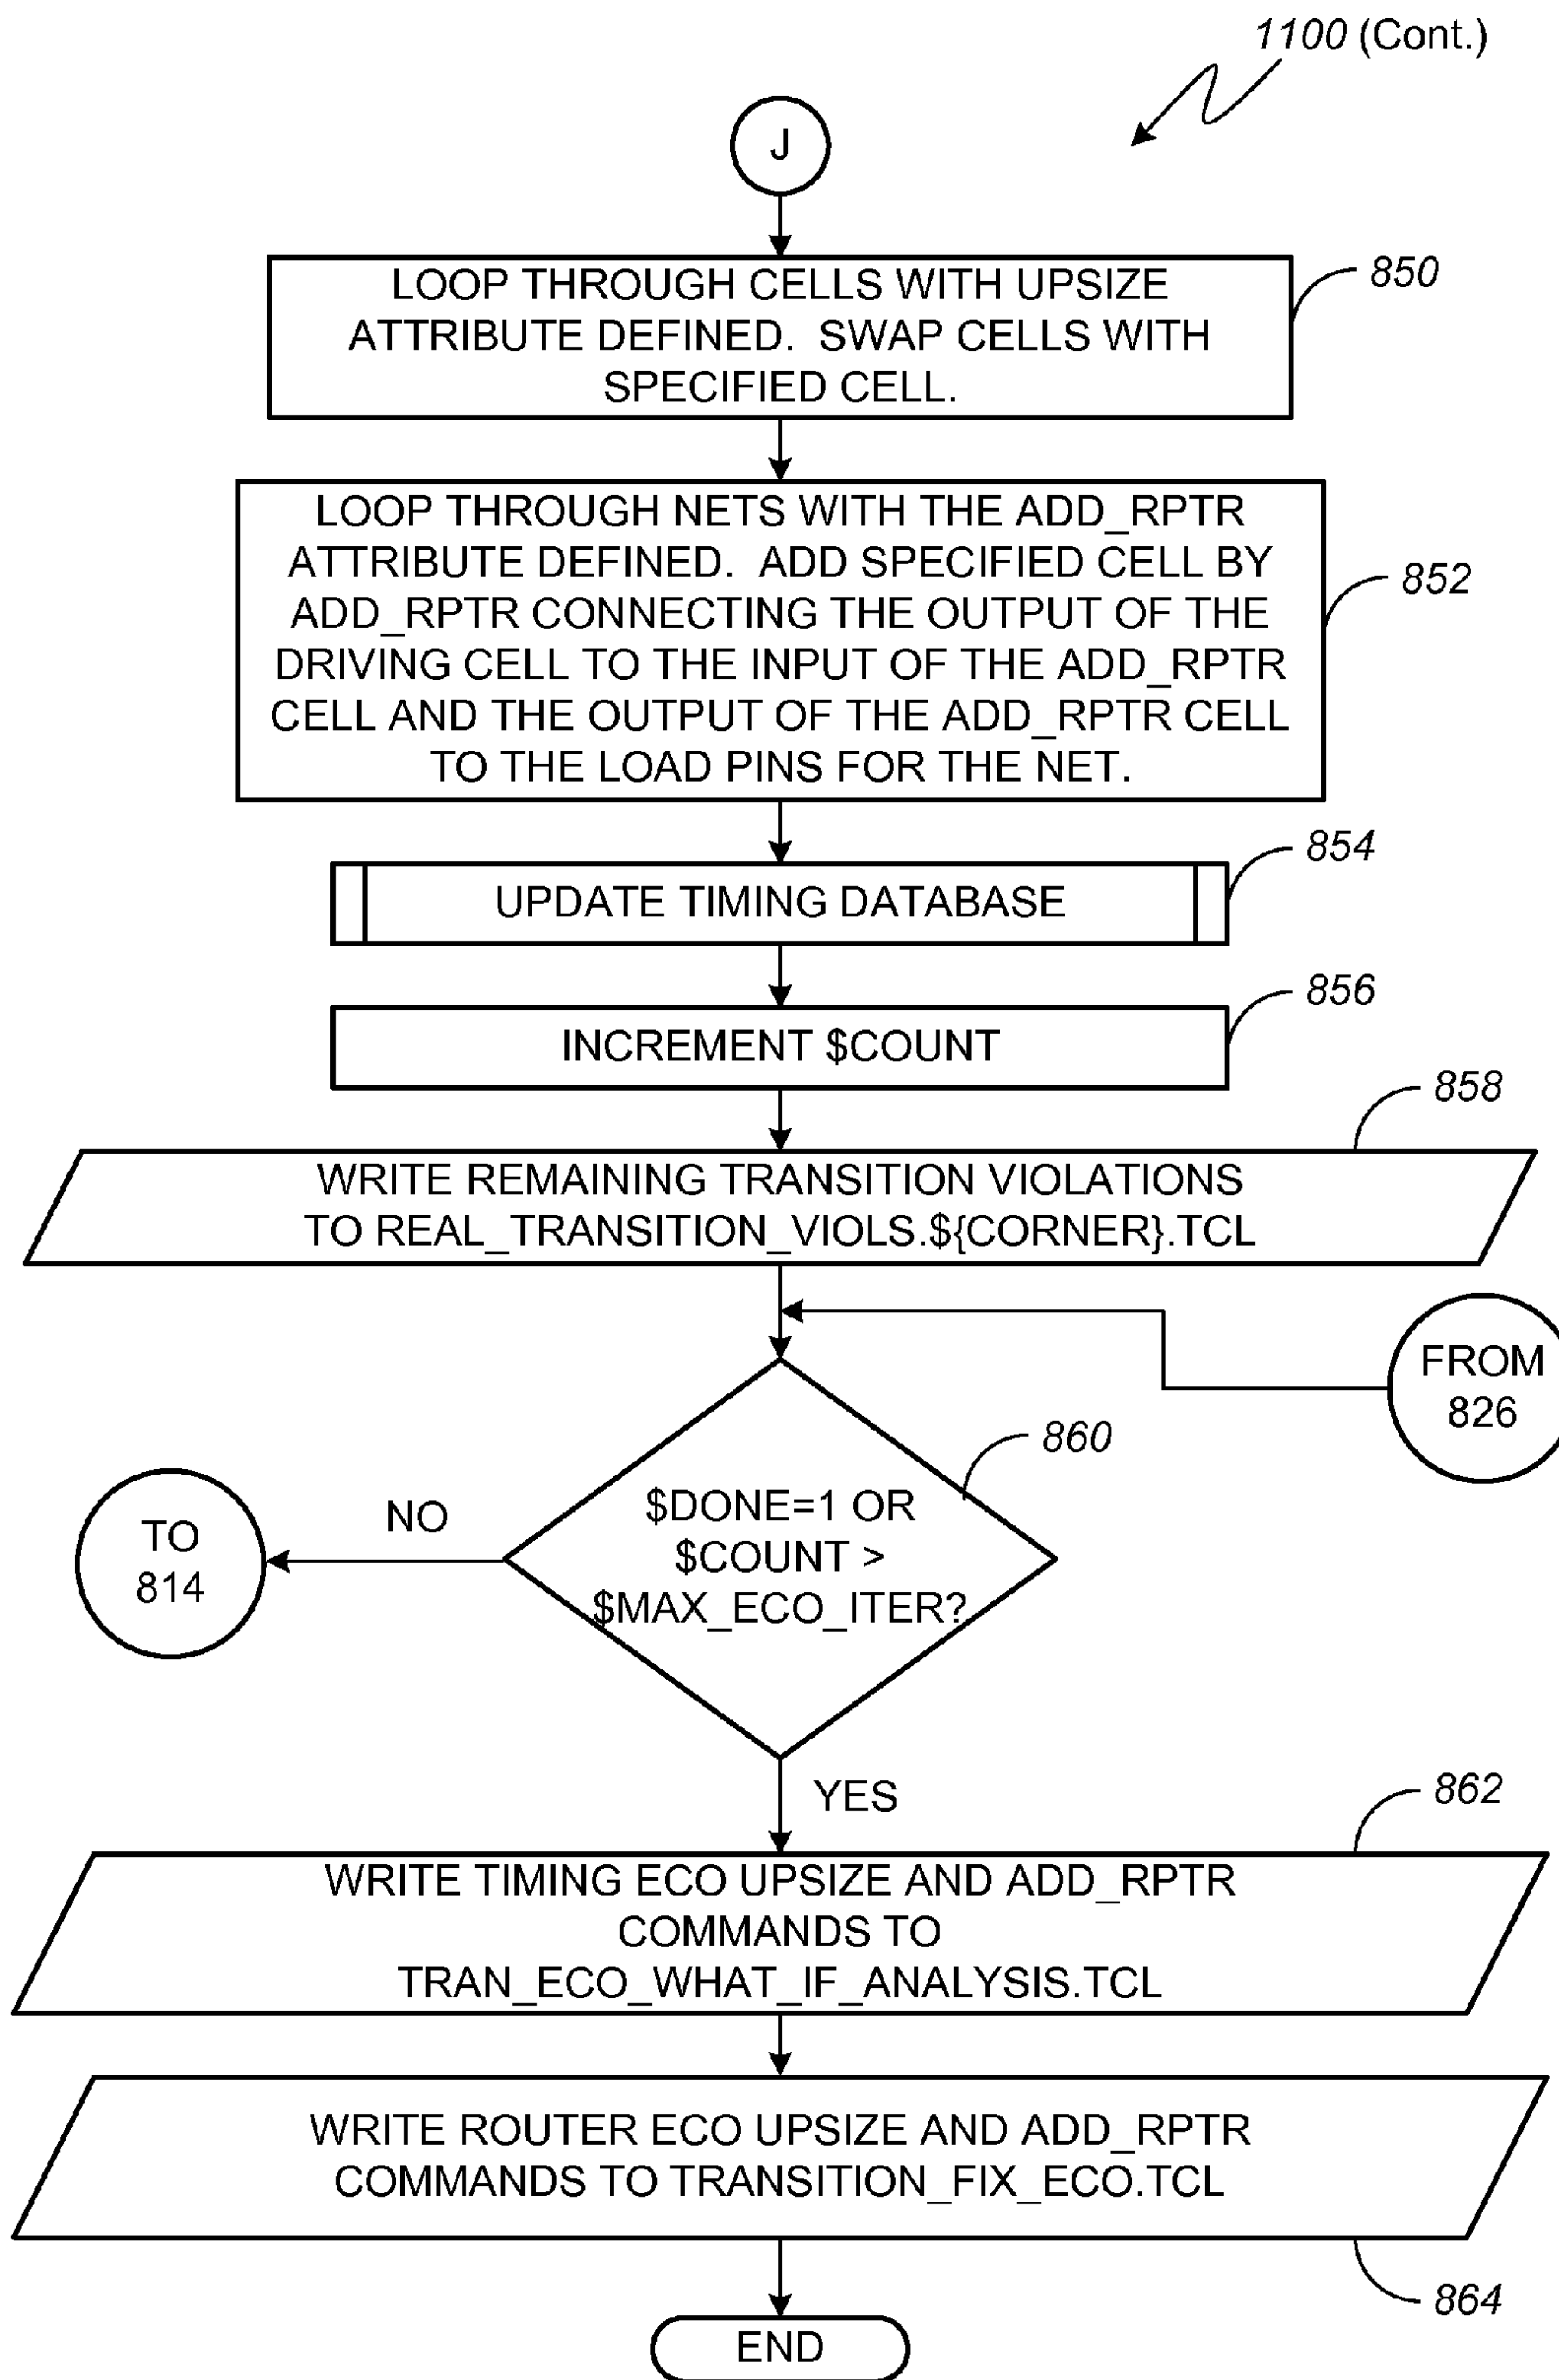 1100 (Cont.)
J
LOOP THROUGH CELLS WITH UPSIZE
ATTRIBUTE DEFINED. SWAP CELLS WITH
SPECIFIED CELL.
850
LOOP THROUGH NETS WITH THE ADD_RPTR
ATTRIBUTE DEFINED. ADD SPECIFIED CELL BY
ADD_RPTR CONNECTING THE OUTPUT OF THE
DRIVING CELL TO THE INPUT OF THE ADD_RPTR
CELL AND THE OUTPUT OF THE ADD_RPTR CELL
TO THE LOAD PINS FOR THE NET.
852
UPDATE TIMING DATABASE
854
INCREMENT $COUNT
856
WRITE REMAINING TRANSITION VIOLATIONS
TO REAL_TRANSITION_VIOLS.${CORNER}.TCL
858
FROM
826
$DONE=1 OR
$COUNT >
$MAX_ECO_ITER?
860
NO
TO
814
YES
WRITE TIMING ECO UPSIZE AND ADD_RPTR
COMMANDS TO
TRAN_ECO_WHAT_IF_ANALYSIS.TCL
862
WRITE ROUTER ECO UPSIZE AND ADD_RPTR
COMMANDS TO TRANSITION_FIX_ECO.TCL
864
END